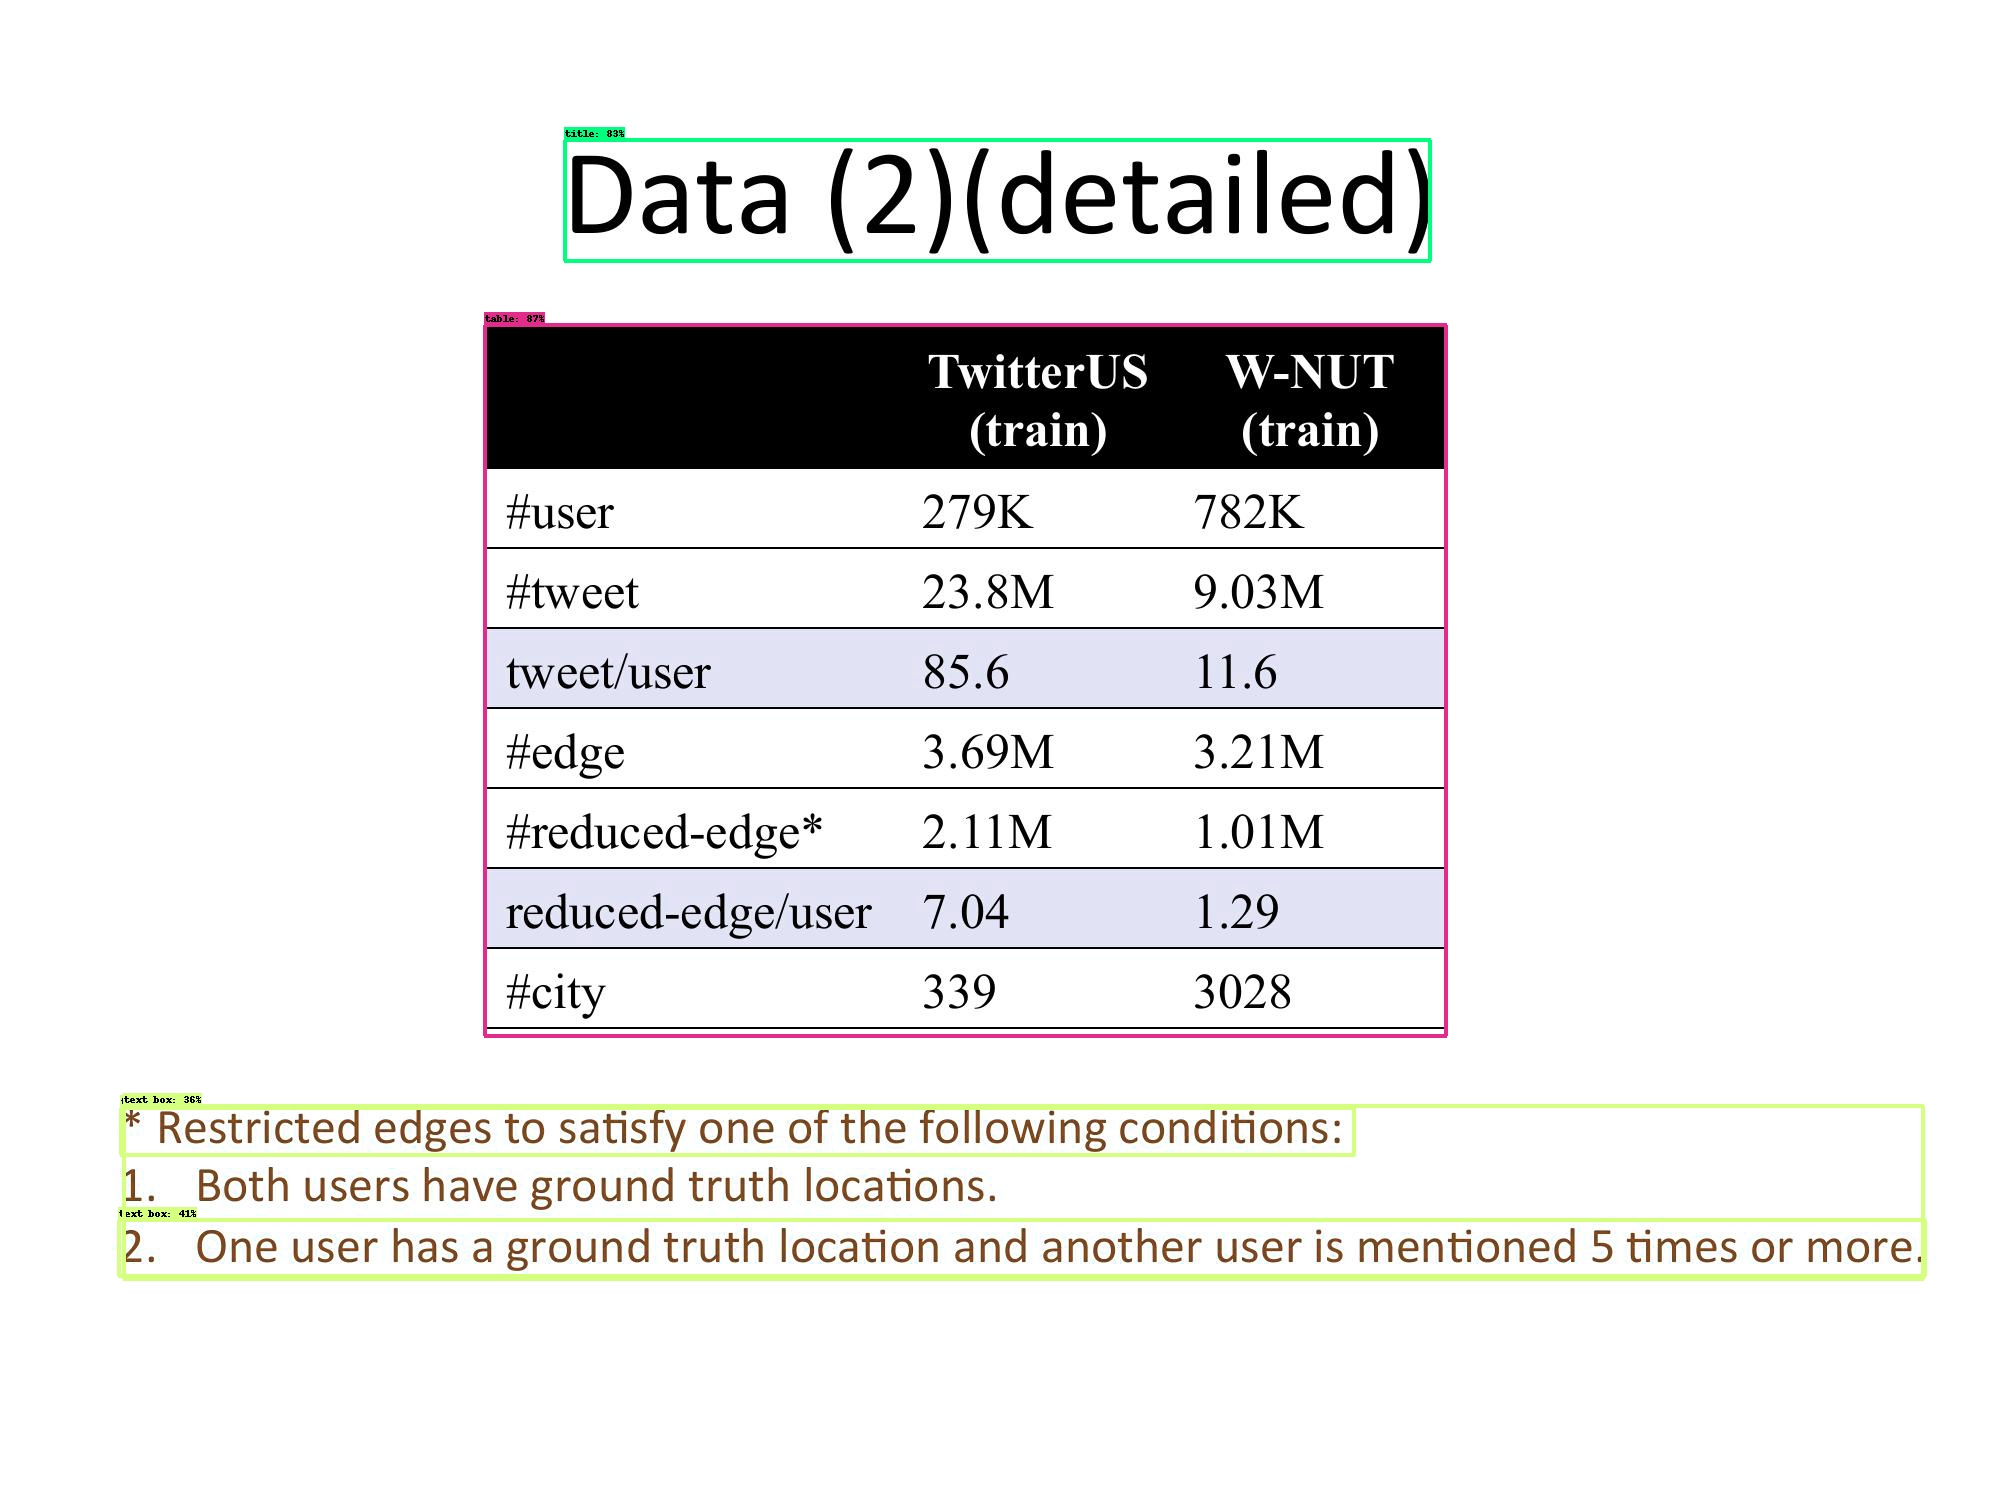 title: 83%
Data (2)(detailed)
table: 87%
TwitterUS W-NUT
(train) (train)
#user 279K 782K
#tweet 23.8M 9.03M
tweet/user 85.6 11.6
#edge 3.69M 3.21M
#reduced-edge* 2.11M 1.01M
reduced-edge/user 7.04 1.29
#city 339 3028
text box: 36%
* Restricted edges to satisfy one of the following conditions:
1. Both users have ground truth locations.
text box: 41%
2. One user has a ground truth location and another user is mentioned 5 times or more.